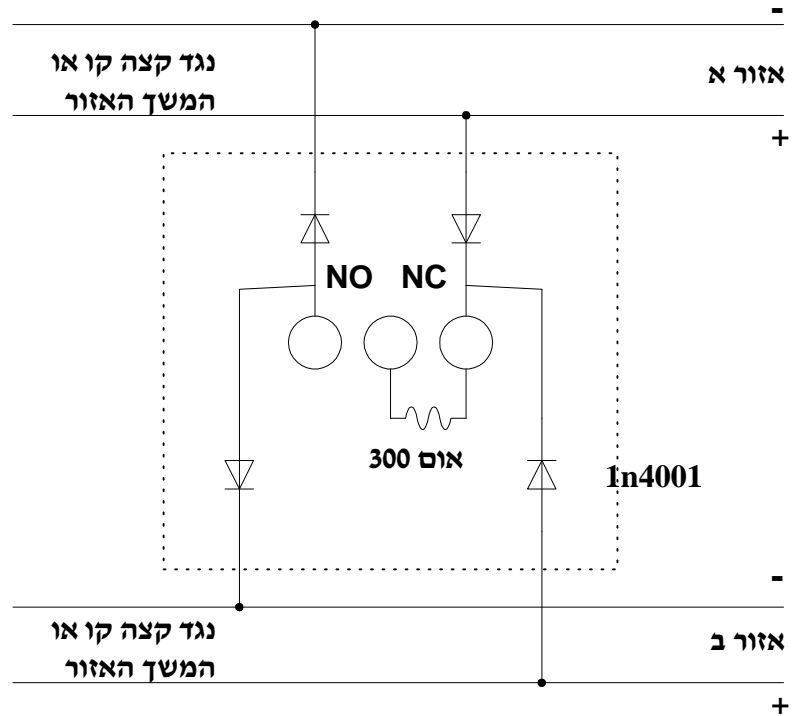 -
נגד קצה קו או
המשך האזור
אזור א
+
NO NC
300 אום
1n4001
-
נגד קצה קו או
המשך האזור
אזור ב
+